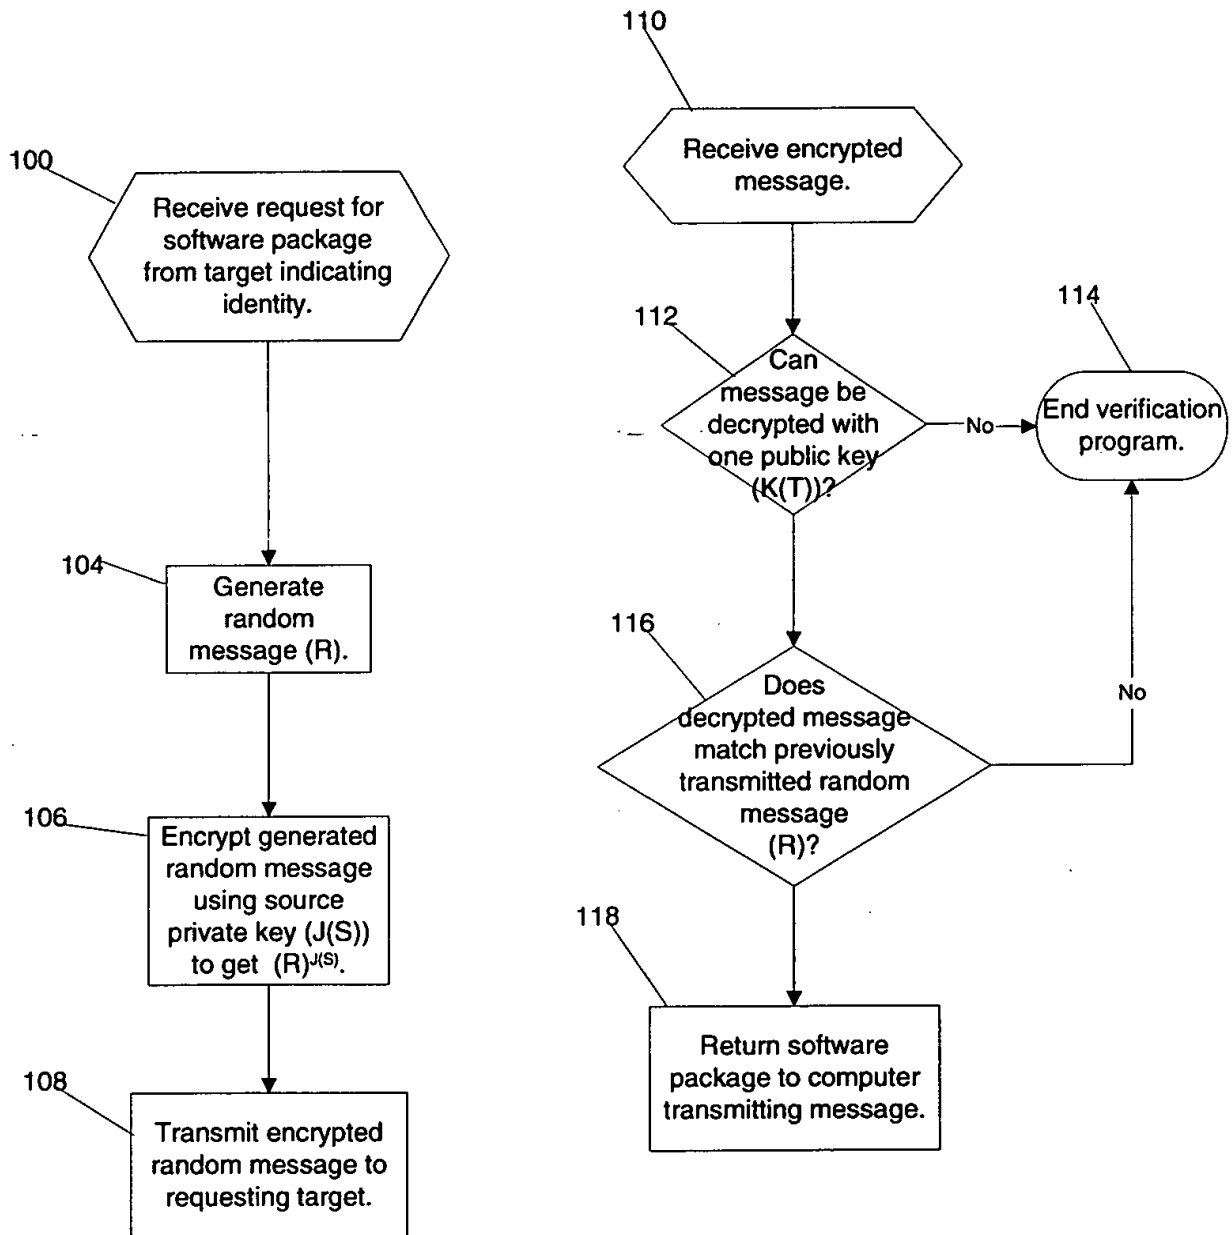 100
Receive request for
software package
from target indicating
identity.
104
Generate
random
message (R).
106
Encrypt generated
random message
using source
private key (J(S))
to get (R)^J(S).
108
Transmit encrypted
random message to
requesting target.
110
Receive encrypted
message.
112
Can
message be
decrypted with
one public key
(K(T))?
No
114
End verification
program.
116
Does
decrypted message
match previously
transmitted random
message
(R)?
No
118
Return software
package to computer
transmitting message.